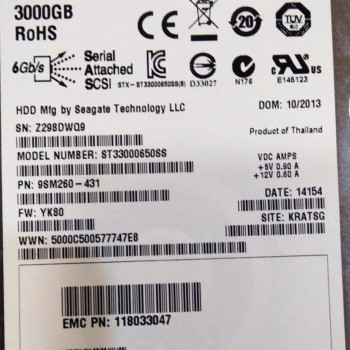 3000GB
RoHS
6Gb/s Serial Attached SCSI
STX - ST33000650SS(B)
D33027
N176
E145123
HDD Mfg by Seagate Technology LLC
DOM: 10/2013
SN: Z298DWQ9
Product of Thailand
MODEL NUMBER: ST33000650SS
VDC AMPS
+5V 0.90 A
+12V 0.60 A
PN: 9SM260-431
DATE: 14154
FW: YK80
SITE: KRATSG
WWN: 5000C500577747E8
EMC PN: 118033047